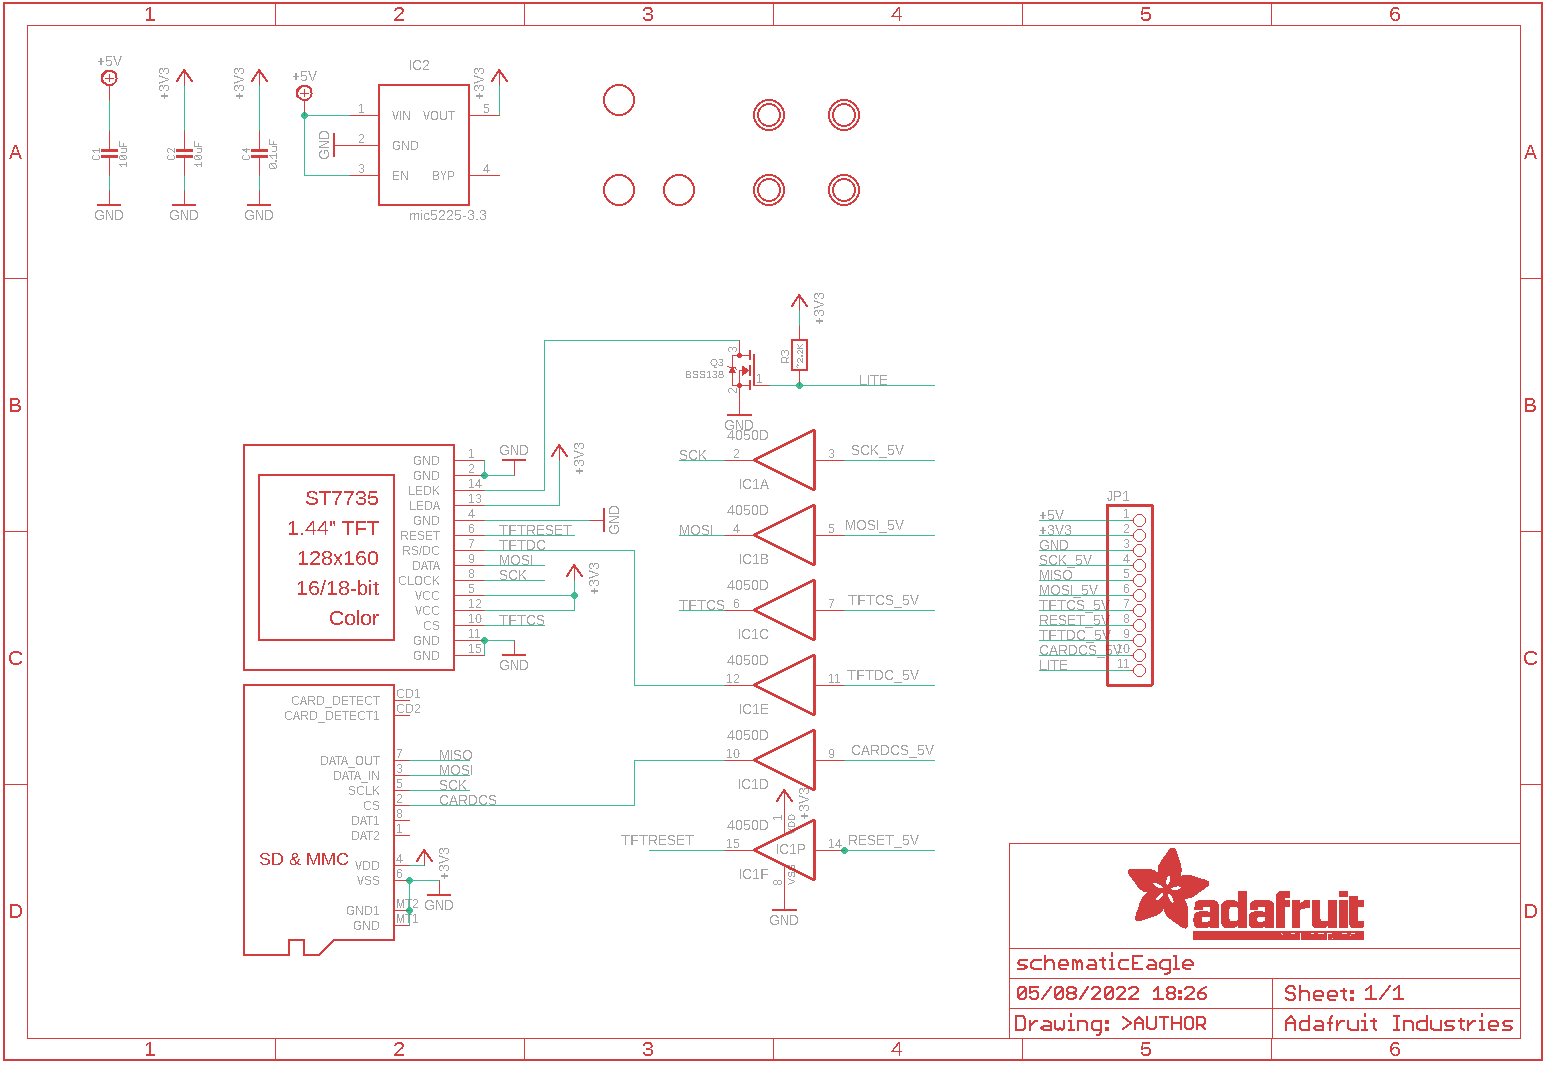 1 2 3 4 5 6
A
B
C
D
+5V
C1
10uF
GND
+3V3
C2
10uF
GND
+3V3
C4
0.1uF
GND
+5V
IC2
+3V3
1 VIN VOUT 5
GND 2 GND
3 EN BYP 4
mic5225-3.3
+3V3
R3
2.2K
Q3
BSS138
3
1
2
LITE
GND
4050D
SCK 2 3 SCK_5V
IC1A
4050D
MOSI 4 5 MOSI_5V
IC1B
4050D
TFTCS 6 7 TFTCS_5V
IC1C
4050D
12 11 TFTDC_5V
IC1E
4050D
10 9 CARDCS_5V
IC1D
+3V3
1
VDD
4050D
TFTRESET 15 14 RESET_5V
IC1P
IC1F
8
VSS
GND
ST7735
1.44" TFT
128x160
16/18-bit
Color
GND 1 GND
GND 2
LEDK 14
LEDA 13 +3V3
GND 4 GND
RESET 6 TFTRESET
RS/DC 7 TFTDC
DATA 9 MOSI
CLOCK 8 SCK
VCC 5 +3V3
VCC 12
CS 10 TFTCS
GND 11
GND 15 GND
CARD_DETECT CD1
CARD_DETECT1 CD2
DATA_OUT 7 MISO
DATA_IN 3 MOSI
SCLK 5 SCK
CS 2 CARDCS
DAT1 8
DAT2 1
SD & MMC
VDD 4 +3V3
VSS 6 GND
GND1 MT2
GND MT1
JP1
+5V 1
+3V3 2
GND 3
SCK_5V 4
MISO 5
MOSI_5V 6
TFTCS_5V 7
RESET_5V 8
TFTDC_5V 9
CARDCS_5V 10
LITE 11
A
B
C
D
adafruit
schematicEagle
05/08/2022 18:26 Sheet: 1/1
Drawing: >AUTHOR Adafruit Industries
1 2 3 4 5 6